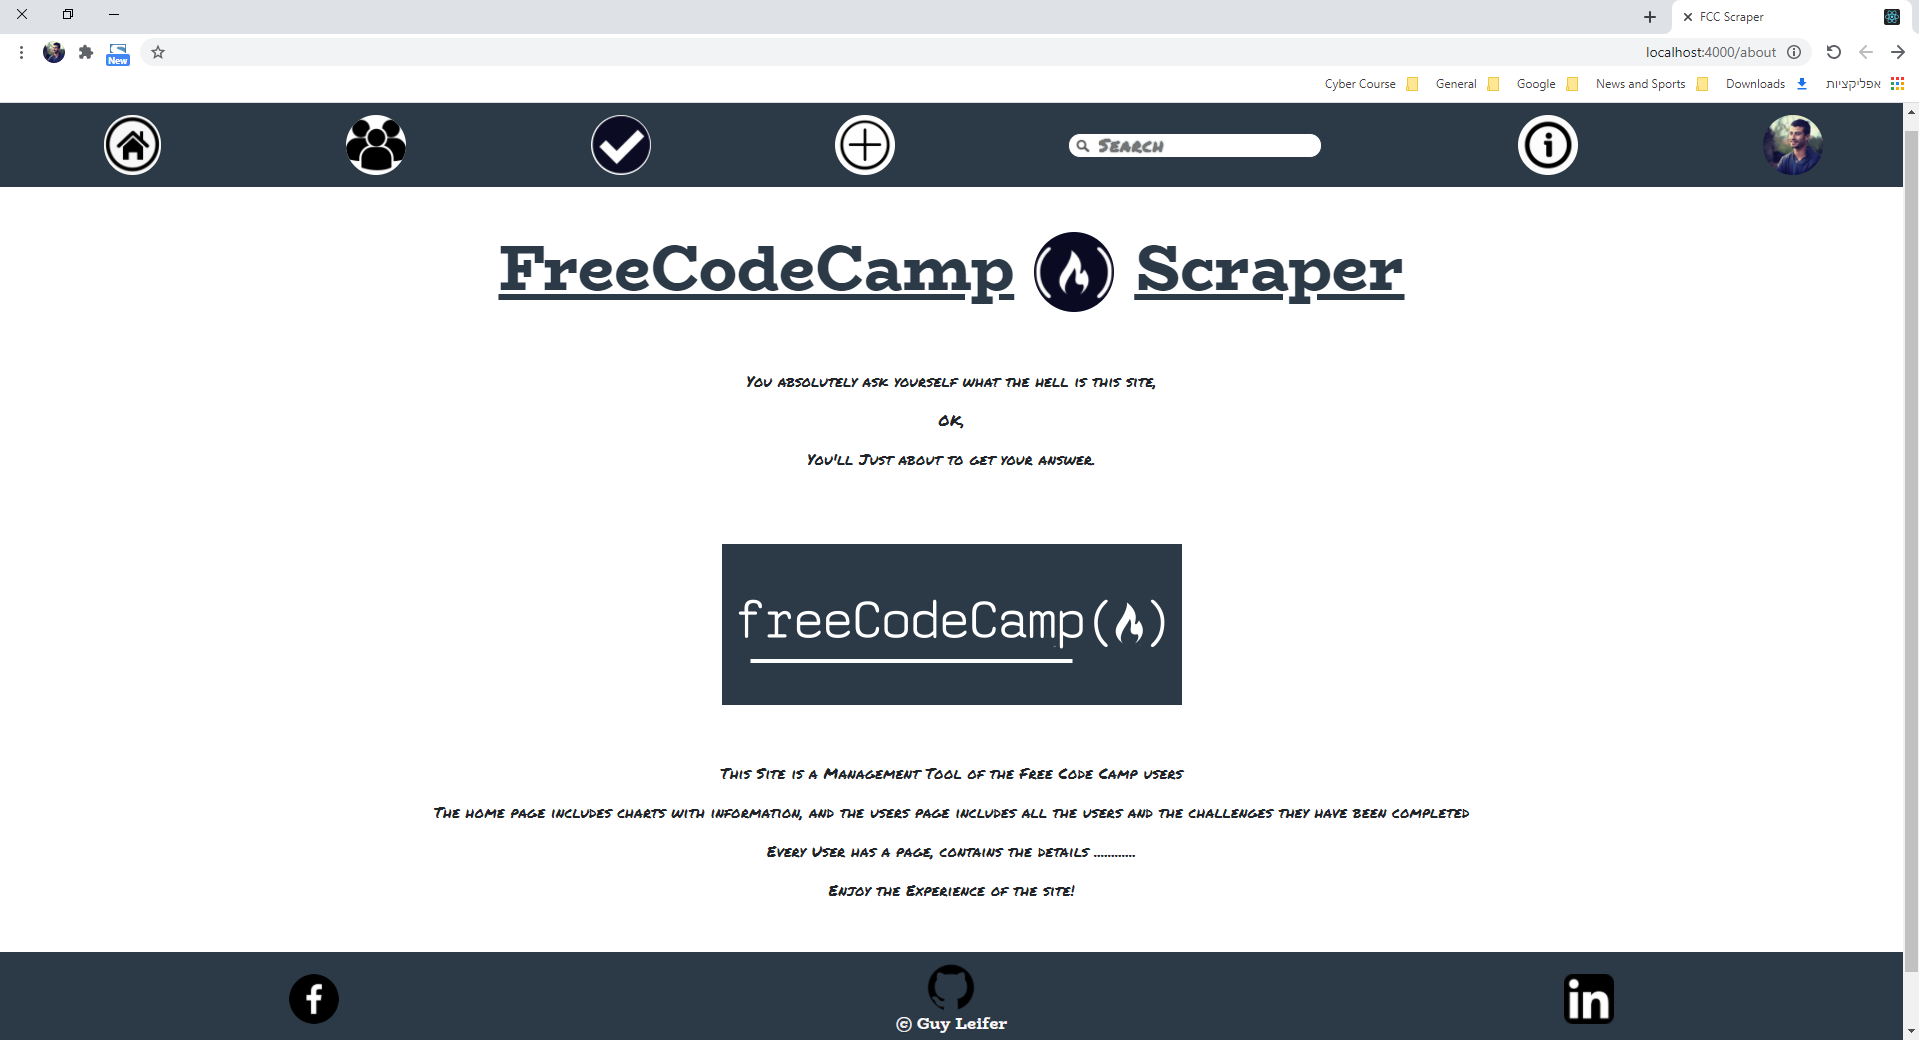 FCC Scraper
New
localhost:4000/about
Cyber Course General Google News and Sports Downloads אפליקציות
Search
FreeCodeCamp Scraper
You absolutely ask yourself what the hell is this site,
OK,
You'll Just about to get your answer.
freeCodeCamp(
)
This Site is a Management Tool of the Free Code Camp users
The home page includes charts with information, and the users page includes all the users and the challenges they have been completed
Every User has a page, contains the details ............
Enjoy the Experience of the site!
f
in
© Guy Leifer